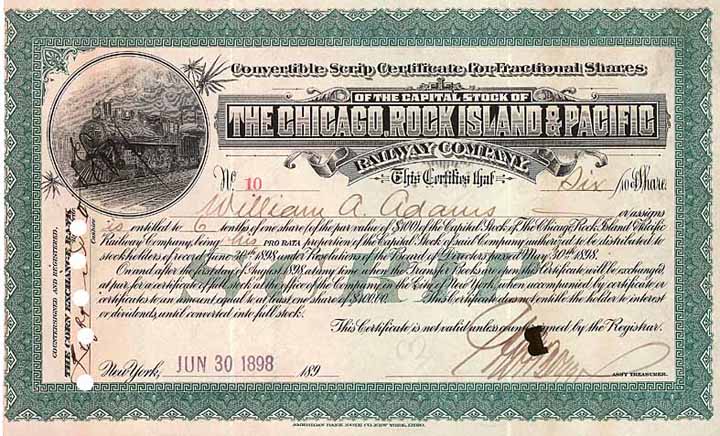 Convertible Scrip Certificate for Fractional Shares
OF THE CAPITAL STOCK OF
THE CHICAGO, ROCK ISLAND & PACIFIC
RAILWAY COMPANY.
No. 10 This Certifies that Six /10 Share
William A. Adams or assigns
is entitled to 6 tenths of one share (of the par value of $100) of the Capital Stock of The Chicago, Rock Island & Pacific
Railway Company, being his PRO RATA proportion of the Capital Stock of said Company authorized to be distributed to
stockholders of record June 30th 1898 under Resolutions of the Board of Directors passed May 30th 1898.
On and after the first day of August 1898 at any time when the Transfer Books are open this Certificate will be exchanged
at par for a certificate of full stock at the office of the Company in the City of New York, when accompanied by certificate or
certificates to an amount equal to at least one share of $100.00. This Certificate does not entitle the holder to interest
or dividends, until converted into full stock.
This Certificate is not valid unless countersigned by the Registrar.
New York, JUN 30 1898 189
ASS'T TREASURER.
COUNTERSIGNED AND REGISTERED,
THE CORN EXCHANGE BANK
Cashier
SCRIP
AMERICAN BANK NOTE CO. NEW YORK,